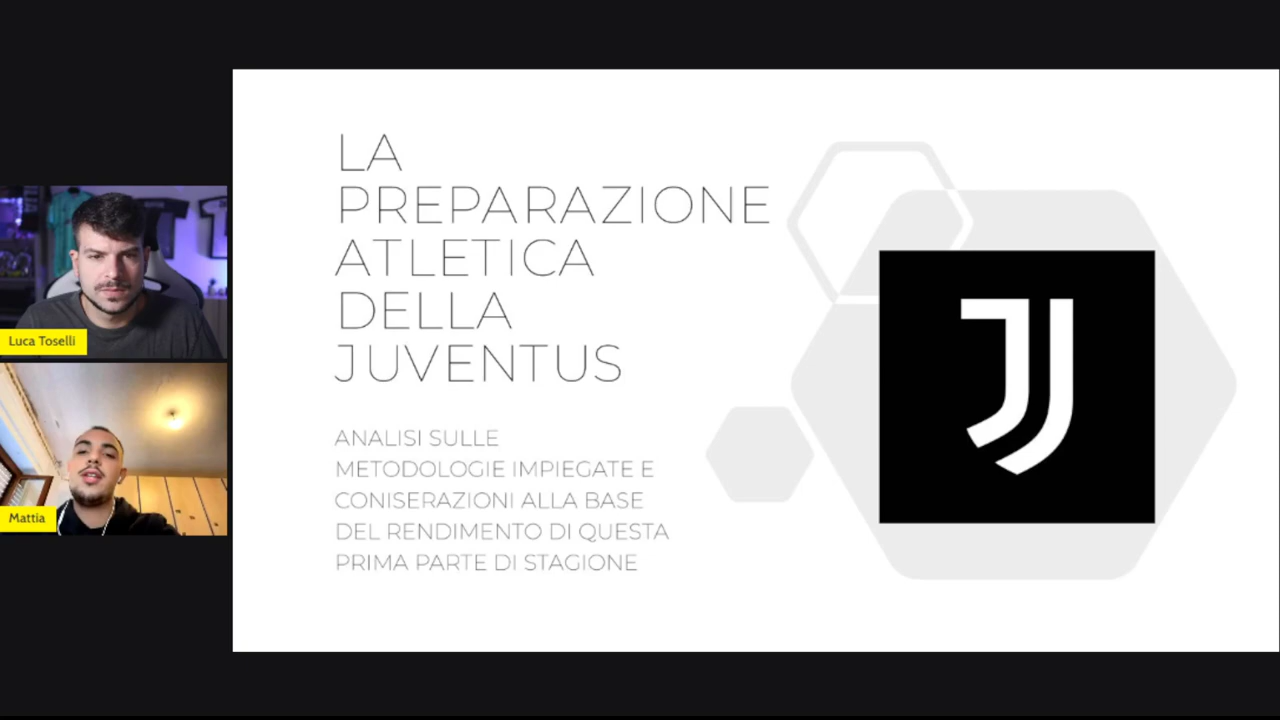 LA
PREPARAZIONE
ATLETICA
DELLA
JUVENTUS
ANALISI SULLE
METODOLOGIE IMPIEGATE E
CONISERAZIONI ALLA BASE
DEL RENDIMENTO DI QUESTA
PRIMA PARTE DI STAGIONE
Luca Toselli
Mattia